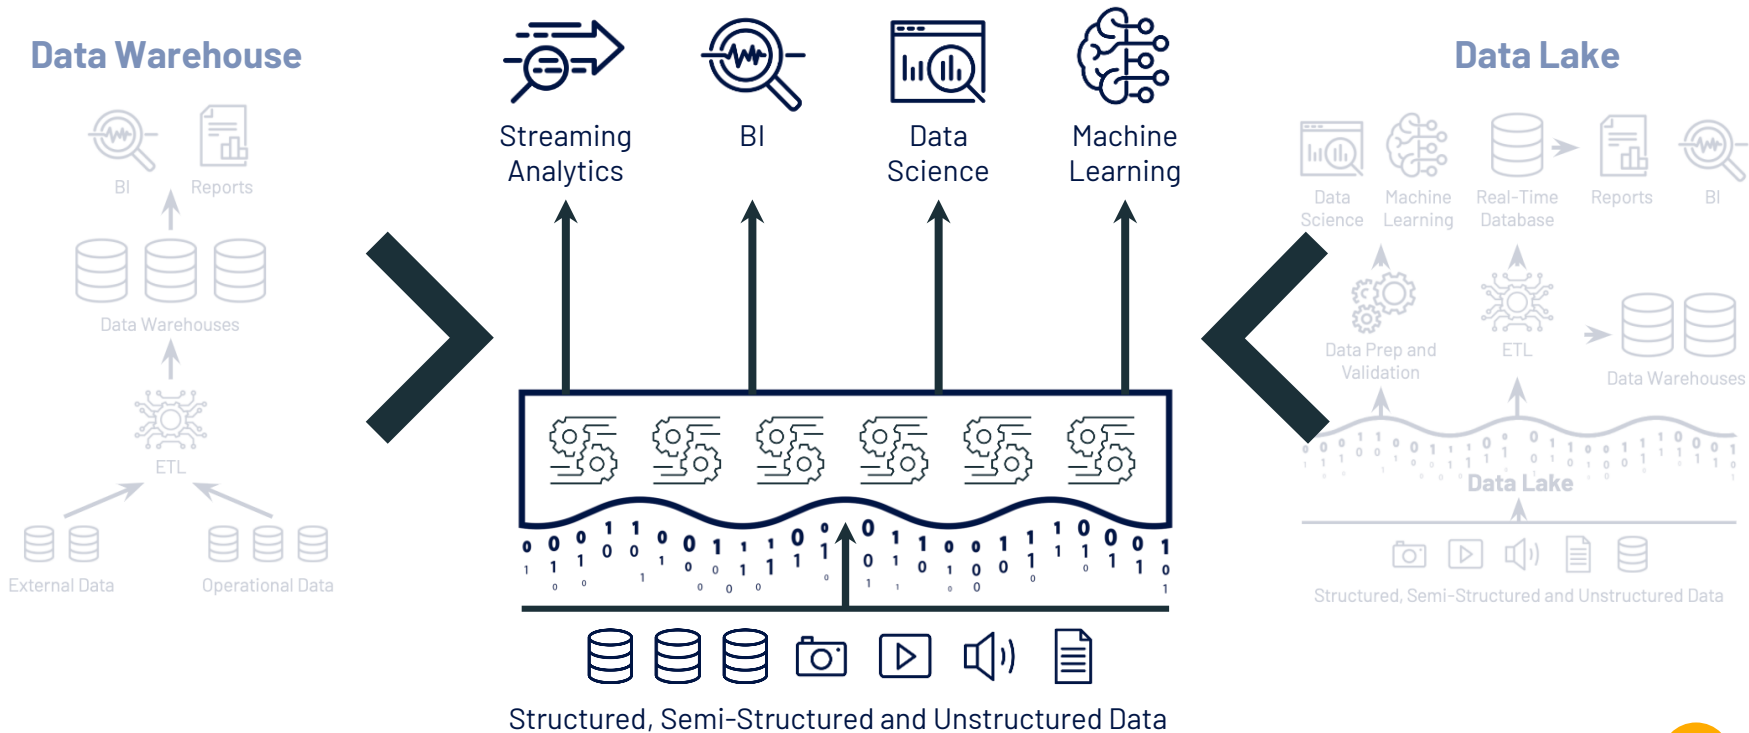 Data Warehouse
BI
Reports
Data Warehouses
ETL
External Data
Operational Data
Streaming
Analytics
BI
Data
Science
Machine
Learning
Structured, Semi-Structured and Unstructured Data
Data Lake
Data
Science
Machine
Learning
Real-Time
Database
Reports
BI
Data Prep and
Validation
ETL
Data Warehouses
Data Lake
Structured, Semi-Structured and Unstructured Data